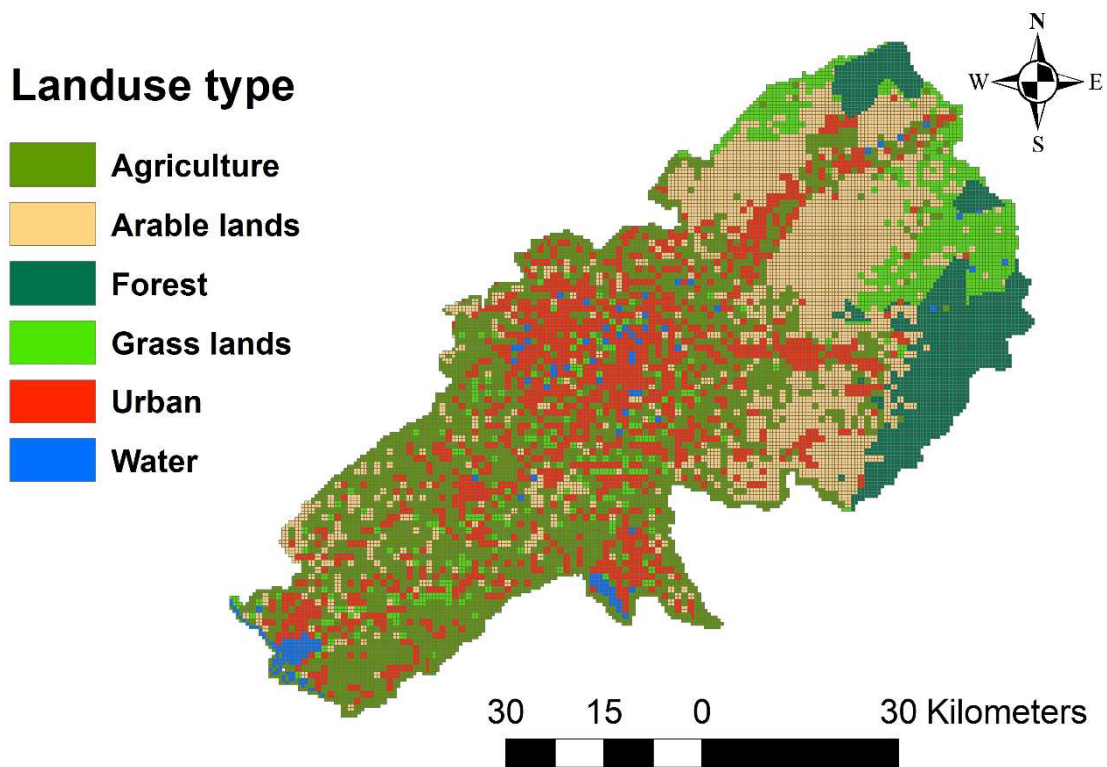 Landuse type
Agriculture
Arable lands
Forest
Grass lands
Urban
Water
N
W E
S
30 15 0 30 Kilometers